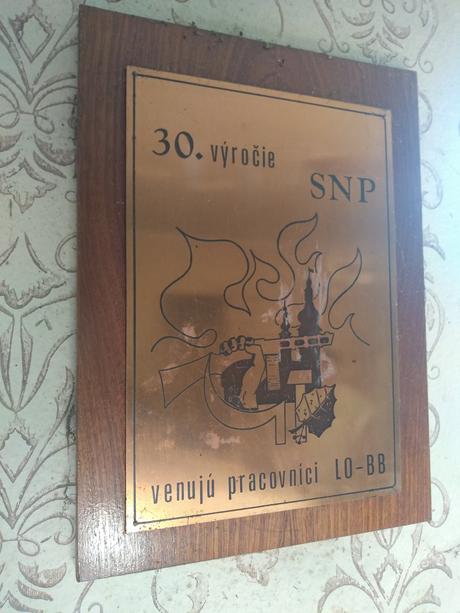 30. výročie
SNP
venujú pracovníci LO-BB